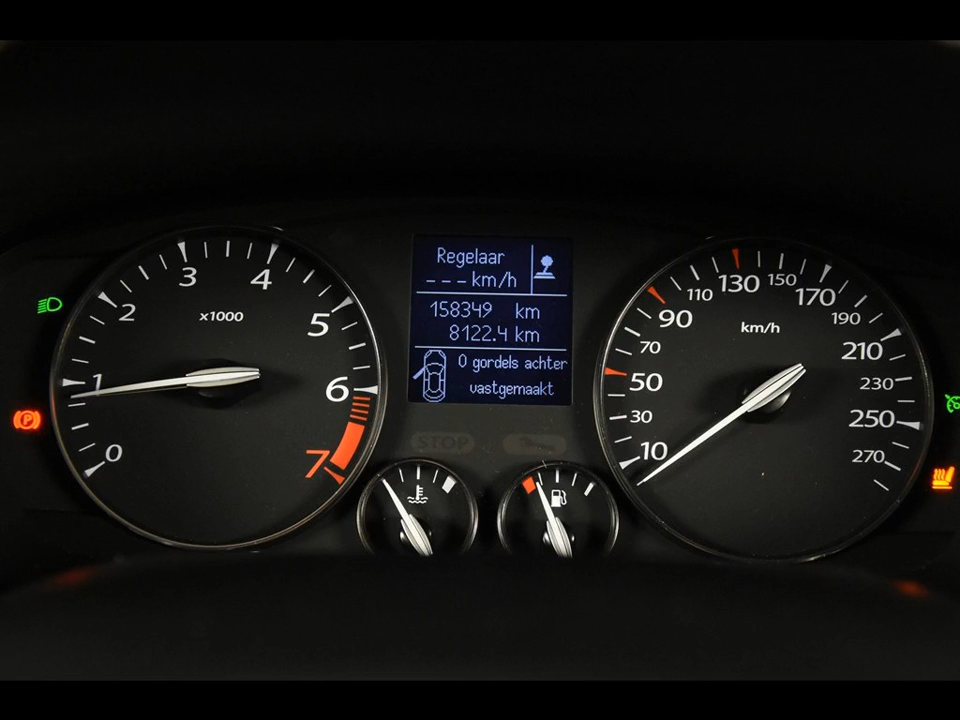 Regelaar
---km/h
158349 km
8122.4 km
0 gordels achter
vastgemaakt
0
1
2
3
4
5
6
7
x1000
10
30
50
70
90
110
130
150
170
190
210
230
250
270
km/h
STOP
P